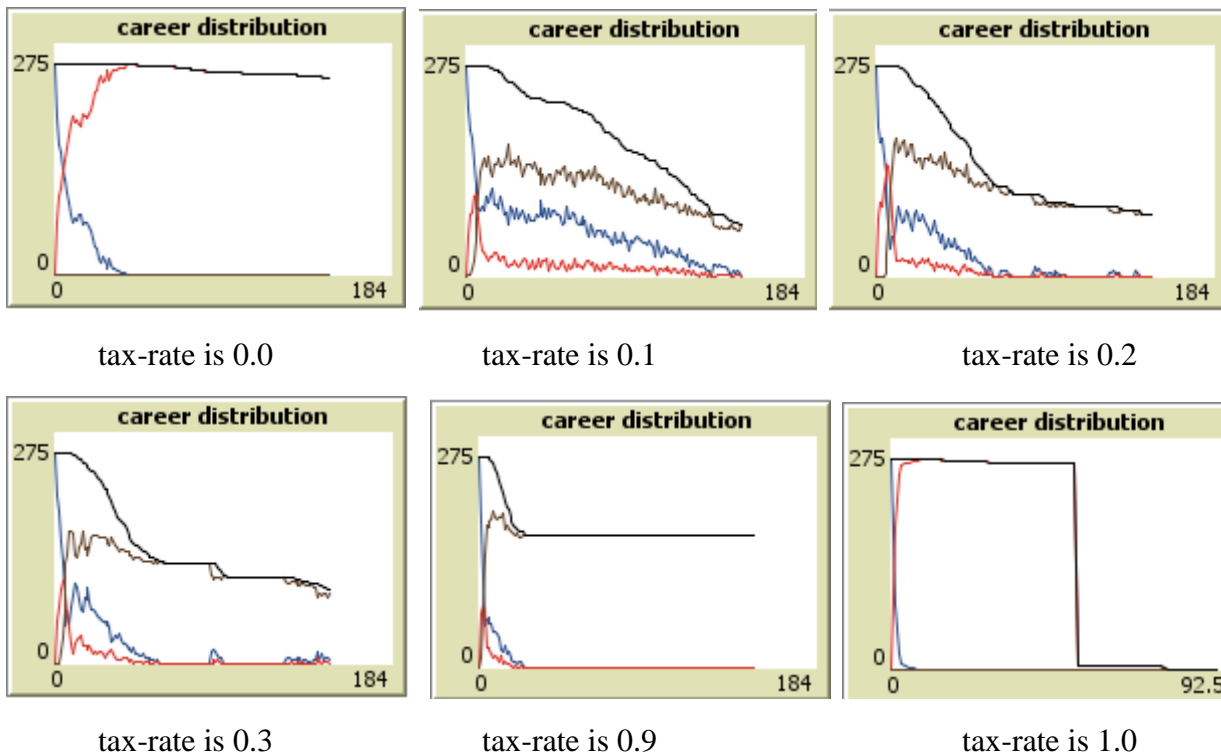 career distribution
275
0
0 184
career distribution
275
0
0 184
career distribution
275
0
0 184
tax-rate is 0.0
tax-rate is 0.1
tax-rate is 0.2
career distribution
275
0
0 184
career distribution
275
0
0 184
career distribution
275
0
0 92.5
tax-rate is 0.3
tax-rate is 0.9
tax-rate is 1.0